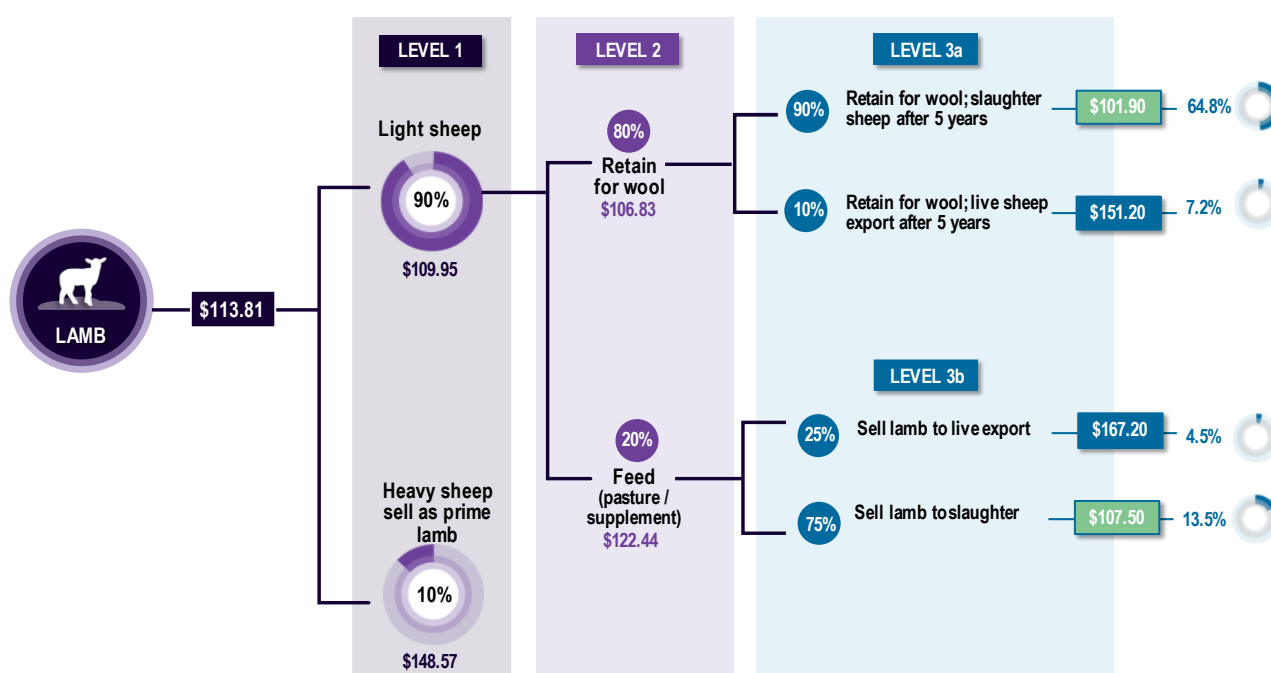 LEVEL 1
LEVEL 2
LEVEL 3a
Light sheep
90%
$109.95
80%
Retain
for wool
$106.83
90%
Retain for wool; slaughter
sheep after 5 years
$101.90
64.8%
10%
Retain for wool; live sheep
export after 5 years
$151.20
7.2%
LAMB
$113.81
LEVEL 3b
20%
Feed
(pasture /
supplement)
$122.44
25%
Sell lamb to live export
$167.20
4.5%
75%
Sell lamb to slaughter
$107.50
13.5%
Heavy sheep
sell as prime
lamb
10%
$148.57